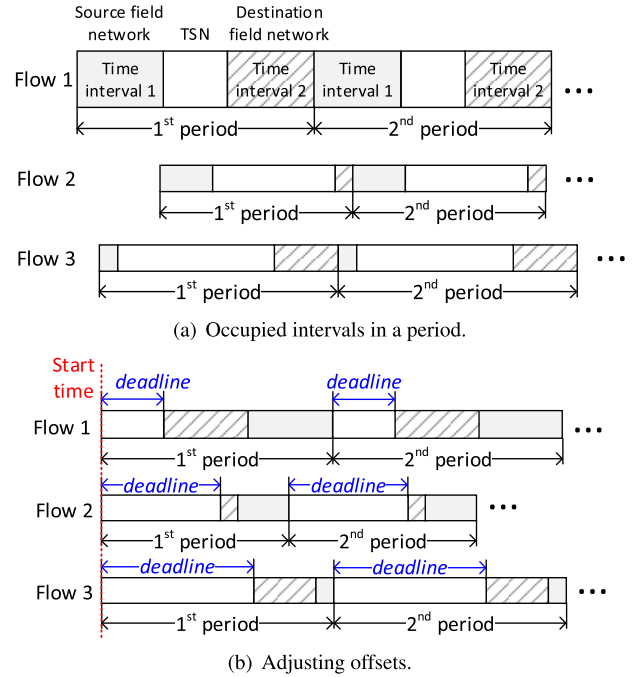 Source field network
TSN
Destination field network
Flow 1
Time interval 1
Time interval 2
Time interval 1
Time interval 2
...
1st period
2nd period
Flow 2
...
1st period
2nd period
Flow 3
...
1st period
2nd period
(a) Occupied intervals in a period.
Start time
deadline
deadline
Flow 1
...
1st period
2nd period
deadline
deadline
Flow 2
...
1st period
2nd period
deadline
deadline
Flow 3
...
1st period
2nd period
(b) Adjusting offsets.